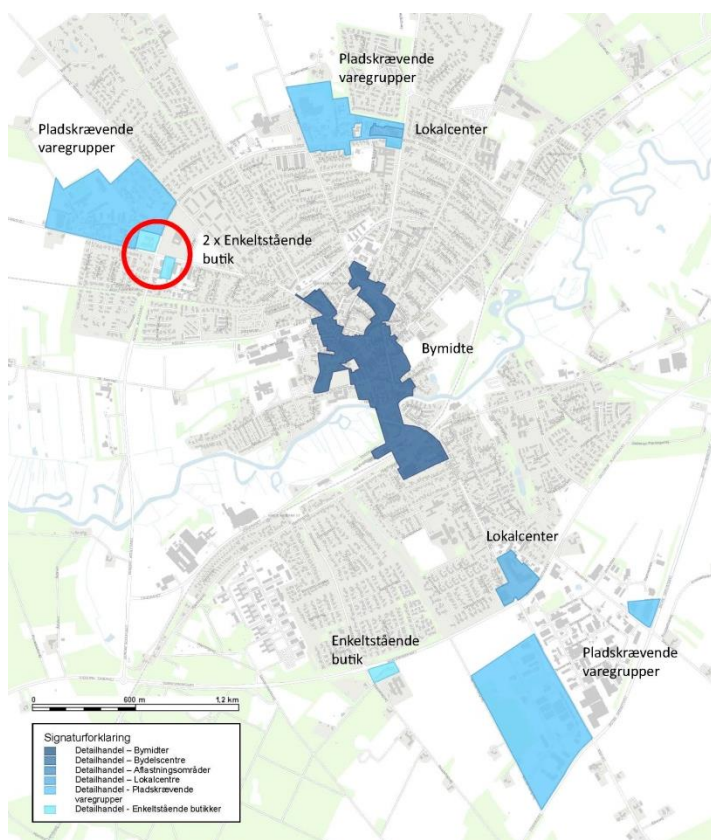 Pladskrævende
varegrupper
Pladskrævende
varegrupper
Lokalcenter
2 x Enkeltstående
butik
Bymidte
Lokalcenter
Enkeltstående
butik
Pladskrævende
varegrupper
0 600 m 1,2 km
Signaturforklaring
Detailhandel – Bymidter
Detailhandel – Bydelscentre
Detailhandel – Aflastningsområder
Detailhandel – Lokalcentre
Detailhandel - Pladskrævende
varegrupper
Detailhandel - Enkeltstående butikker